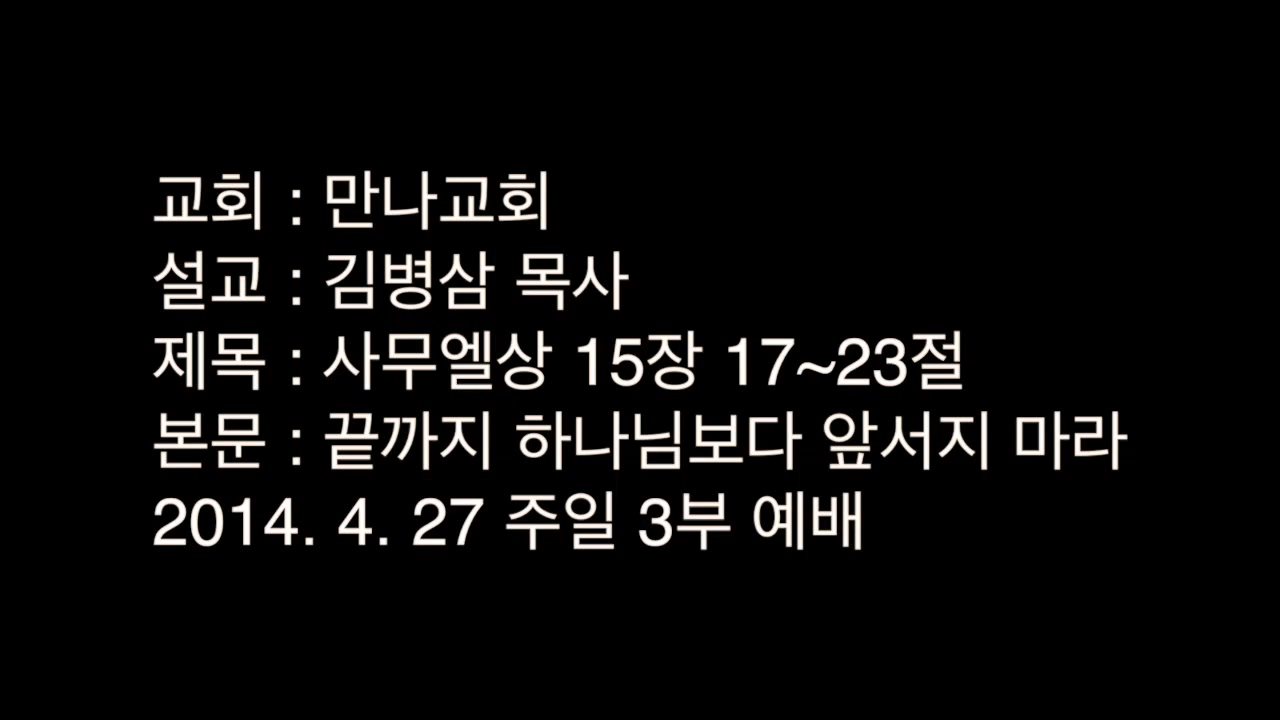 교회 : 만나교회
설교 : 김병삼 목사
제목 : 사무엘상 15장 17~23절
본문 : 끝까지 하나님보다 앞서지 마라
2014. 4. 27 주일 3부 예배